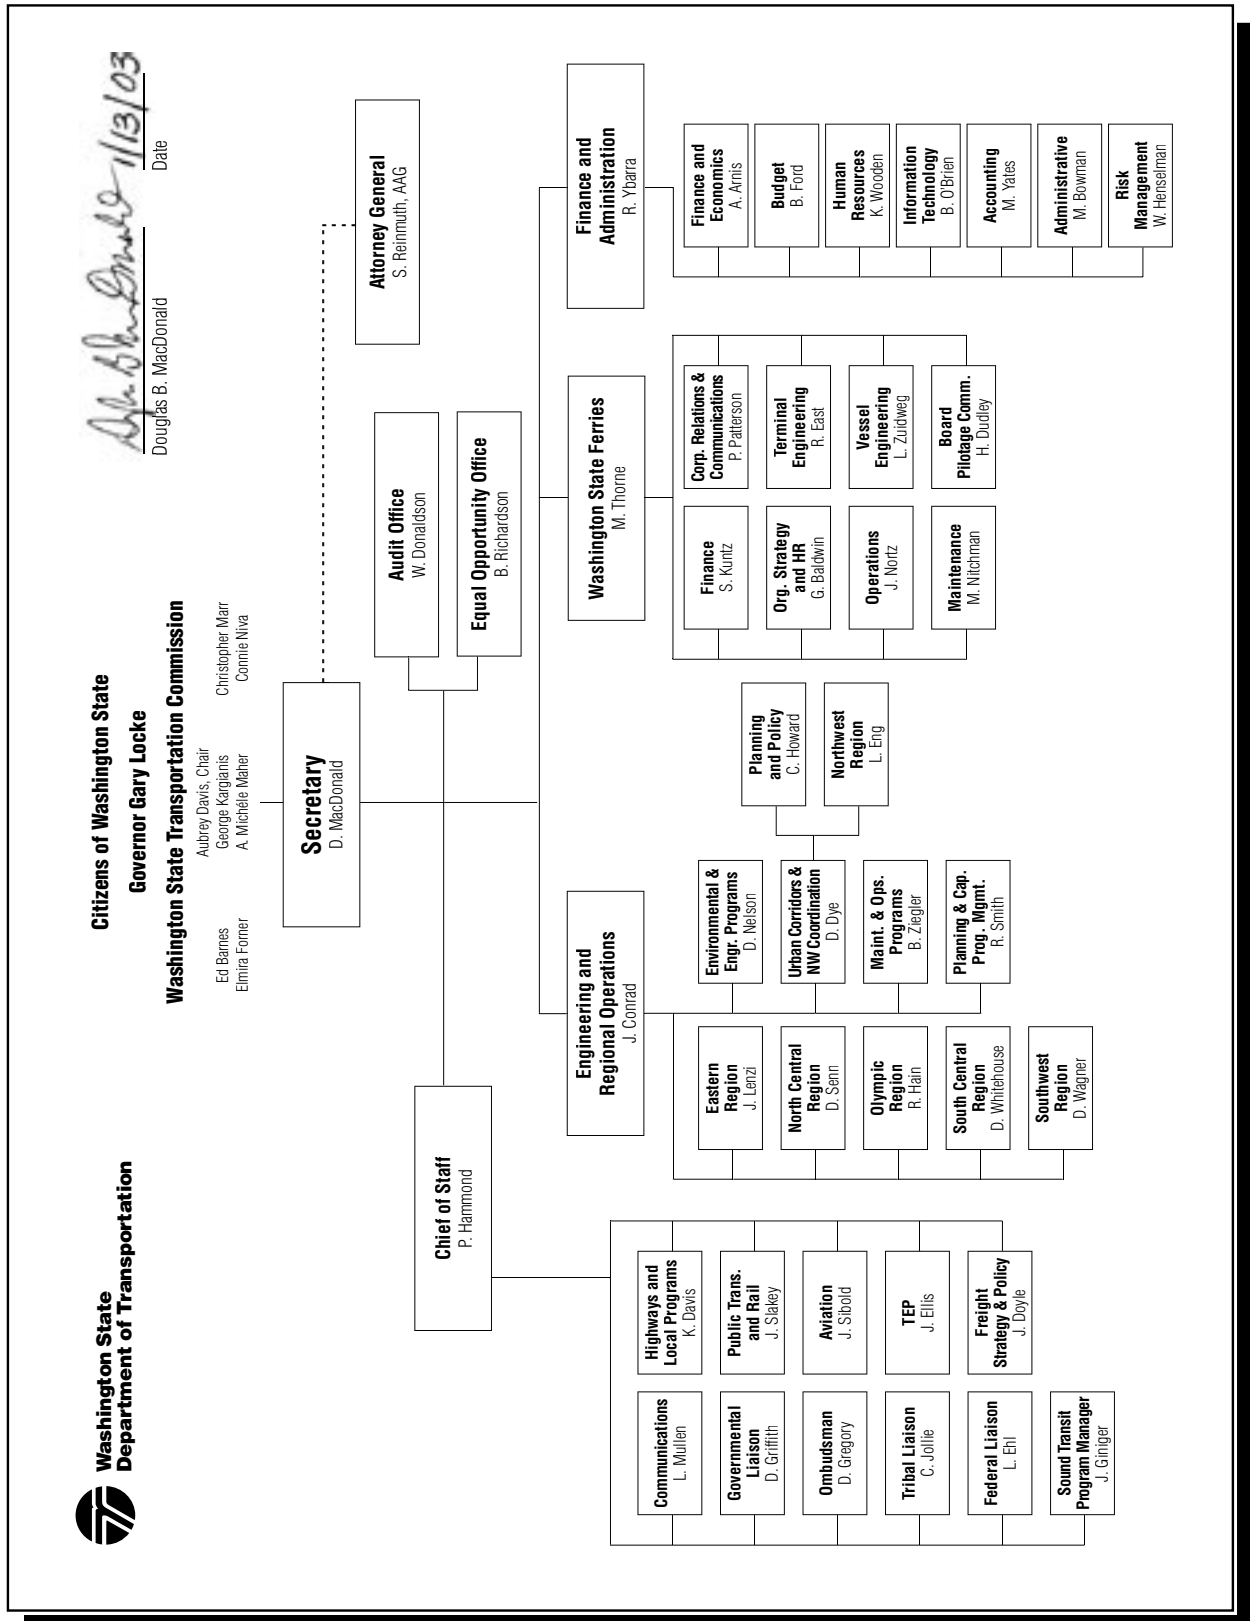 Washington State
Department of Transportation
Citizens of Washington State
Governor Gary Locke
Washington State Transportation Commission
Aubrey Davis, Chair
Ed Barnes
George Kargianis
Christopher Marr
Elmira Forner
A. Michéle Maher
Connie Niva
1/13/03
Douglas B. MacDonald
Date
Secretary
D. MacDonald
Attorney General
S. Reinmuth, AAG
Audit Office
W. Donaldson
Equal Opportunity Office
B. Richardson
Chief of Staff
P. Hammond
Engineering and
Regional Operations
J. Conrad
Washington State Ferries
M. Thorne
Finance and
Administration
R. Ybarra
Communications
L. Mullen
Governmental
Liaison
D. Griffith
Ombudsman
D. Gregory
Tribal Liaison
C. Jollie
Federal Liaison
L. Ehl
Sound Transit
Program Manager
J. Giniger
Highways and
Local Programs
K. Davis
Public Trans.
and Rail
J. Slakey
Aviation
J. Sibold
TEP
J. Ellis
Freight
Strategy & Policy
J. Doyle
Eastern
Region
J. Lenzi
North Central
Region
D. Senn
Olympic
Region
R. Hain
South Central
Region
D. Whitehouse
Southwest
Region
D. Wagner
Environmental &
Engr. Programs
D. Nelson
Urban Corridors &
NW Coordination
D. Dye
Maint. & Ops.
Programs
B. Ziegler
Planning & Cap.
Prog. Mgmt.
R. Smith
Planning
and Policy
C. Howard
Northwest
Region
L. Eng
Finance
S. Kuntz
Org. Strategy
and HR
G. Baldwin
Operations
J. Nortz
Maintenance
M. Nitchman
Corp. Relations &
Communications
P. Patterson
Terminal
Engineering
R. East
Vessel
Engineering
L. Zuidweg
Board
Pilotage Comm.
H. Dudley
Finance and
Economics
A. Arnis
Budget
B. Ford
Human
Resources
K. Wooden
Information
Technology
B. O'Brien
Accounting
M. Yates
Administrative
M. Bowman
Risk
Management
W. Henselman